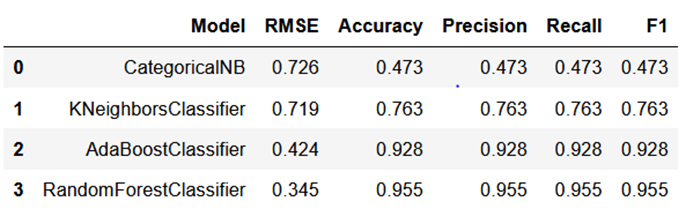 Model RMSE Accuracy Precision Recall F1
0 CategoricalNB 0.726 0.473 0.473 0.473 0.473
1 KNeighborsClassifier 0.719 0.763 0.763 0.763 0.763
2 AdaBoostClassifier 0.424 0.928 0.928 0.928 0.928
3 RandomForestClassifier 0.345 0.955 0.955 0.955 0.955